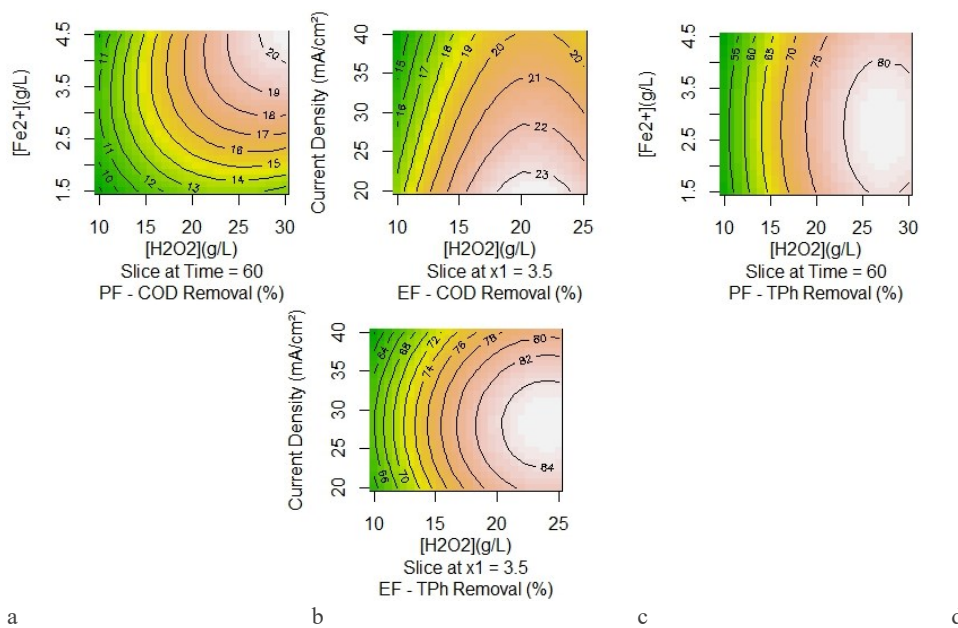 [Fe2+](g/L)
4.5
3.5
2.5
1.5
11
20
19
18
17
16
15
14
13
12
11
10
10 15 20 25 30
[H2O2](g/L)
Slice at Time = 60
PF - COD Removal (%)
Current Density (mA/cm²)
40
35
30
25
20
15
16
17
18
19
20
20
21
22
23
10 15 20 25
[H2O2](g/L)
Slice at x1 = 3.5
EF - COD Removal (%)
[Fe2+](g/L)
4.5
3.5
2.5
1.5
55
60
65
70
75
80
10 15 20 25 30
[H2O2](g/L)
Slice at Time = 60
PF - TPh Removal (%)
Current Density (mA/cm²)
40
35
30
25
20
64
68
72
74
76
78
80
82
84
66
70
10 15 20 25
[H2O2](g/L)
Slice at x1 = 3.5
EF - TPh Removal (%)
a b c d